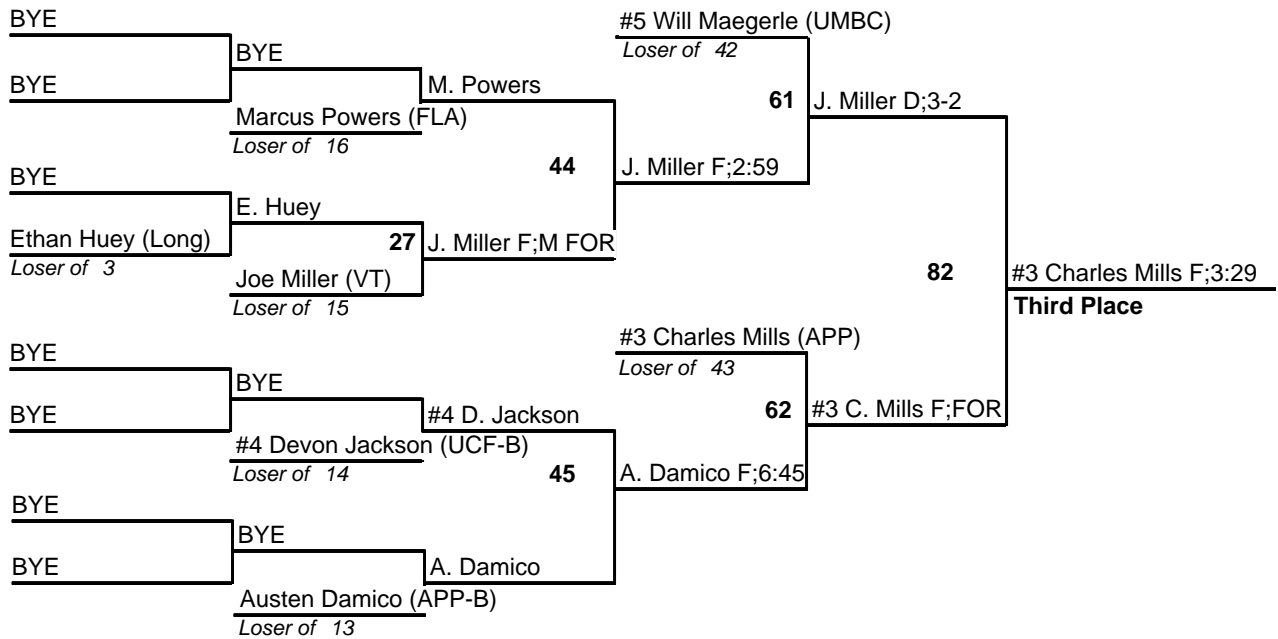 BYE
#5 Will Maegerle (UMBC)
Loser of 42
BYE
BYE
M. Powers
61
J. Miller D;3-2
Marcus Powers (FLA)
Loser of 16
44
J. Miller F;2:59
BYE
E. Huey
Ethan Huey (Long)
Loser of 3
27
J. Miller F;M FOR
Joe Miller (VT)
Loser of 15
82
#3 Charles Mills F;3:29
Third Place
#3 Charles Mills (APP)
Loser of 43
BYE
BYE
BYE
#4 D. Jackson
62
#3 C. Mills F;FOR
#4 Devon Jackson (UCF-B)
Loser of 14
45
A. Damico F;6:45
BYE
BYE
BYE
A. Damico
Austen Damico (APP-B)
Loser of 13